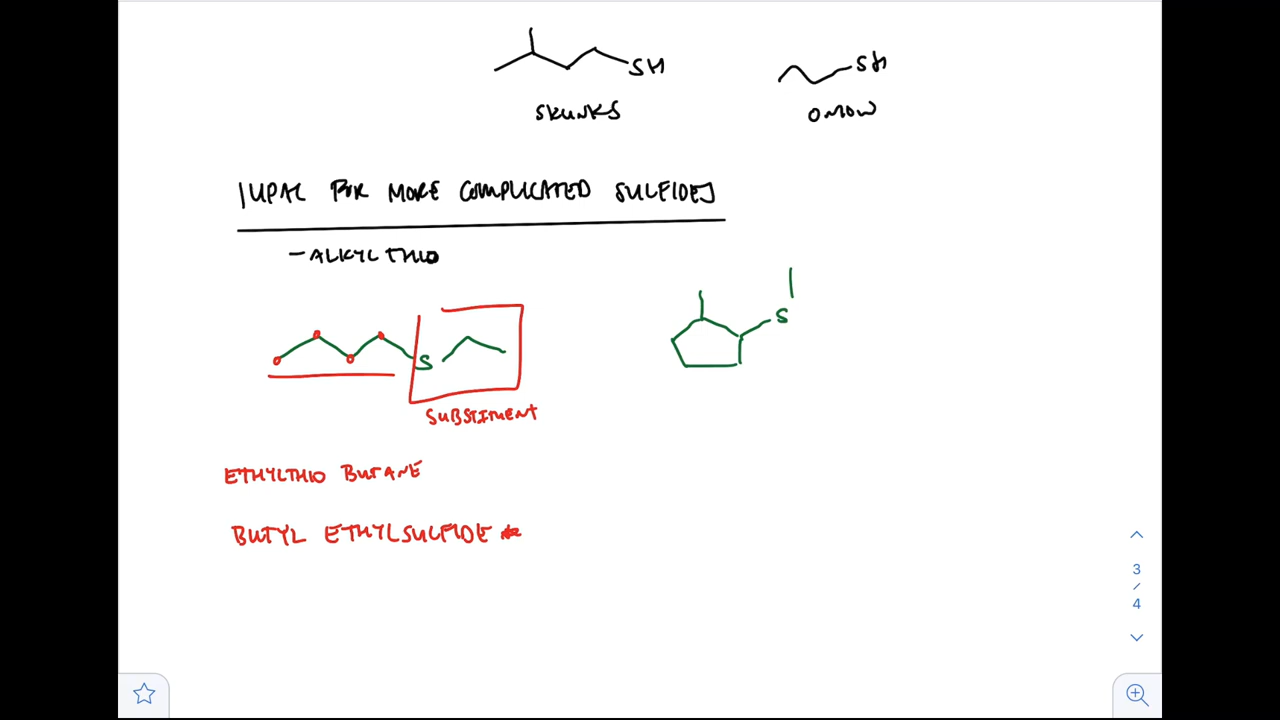 SH
SH
SKUNKS
ONION
IUPAC FOR MORE COMPLICATED SULFIDES
- ALKYLTHIO
S
S
SUBSTITUENT
ETHYLTHIO BUTANE
BUTYL ETHYLSULFIDE *
3
/
4